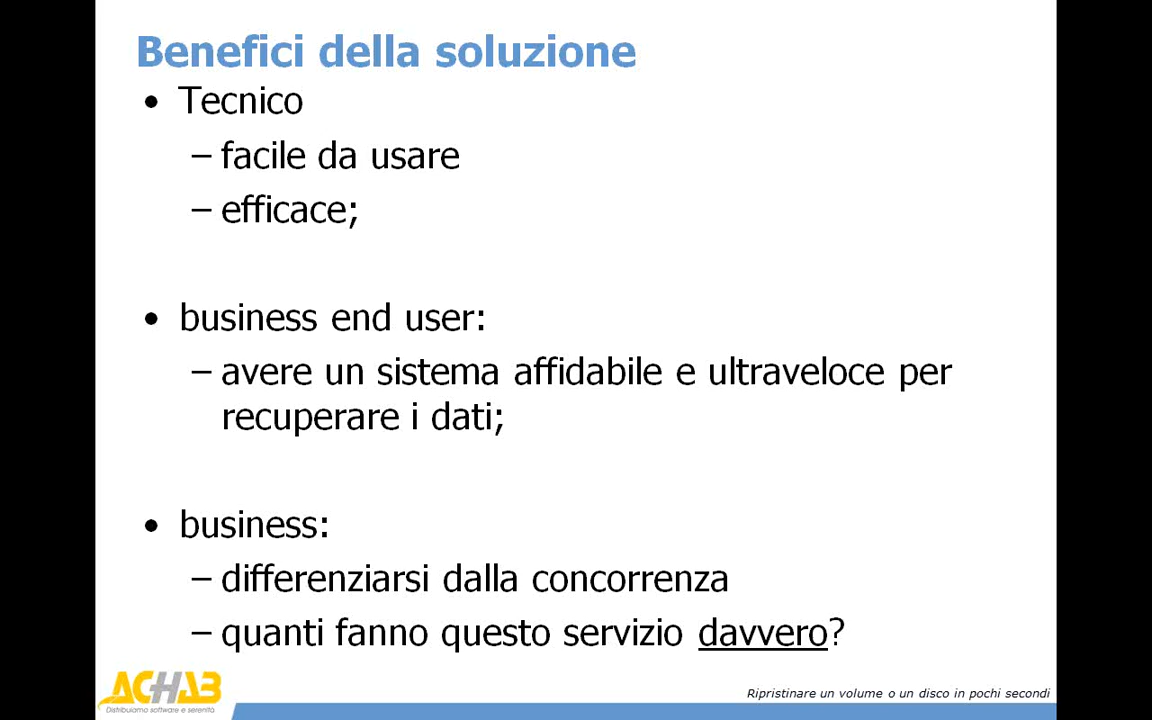 Benefici della soluzione
• Tecnico
– facile da usare
– efficace;
• business end user:
– avere un sistema affidabile e ultraveloce per
recuperare i dati;
• business:
– differenziarsi dalla concorrenza
– quanti fanno questo servizio davvero?
ACHAB
Distribuiamo software e serenità
Ripristinare un volume o un disco in pochi secondi